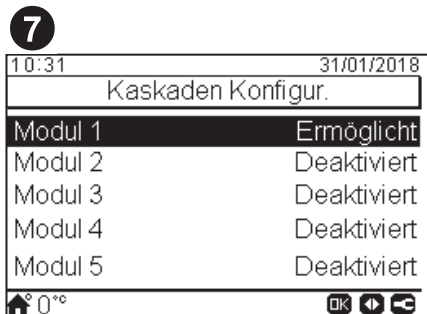 7
10:31 31/01/2018
Kaskaden Konfigur.
Modul 1 Ermöglicht
Modul 2 Deaktiviert
Modul 3 Deaktiviert
Modul 4 Deaktiviert
Modul 5 Deaktiviert
0°c OK